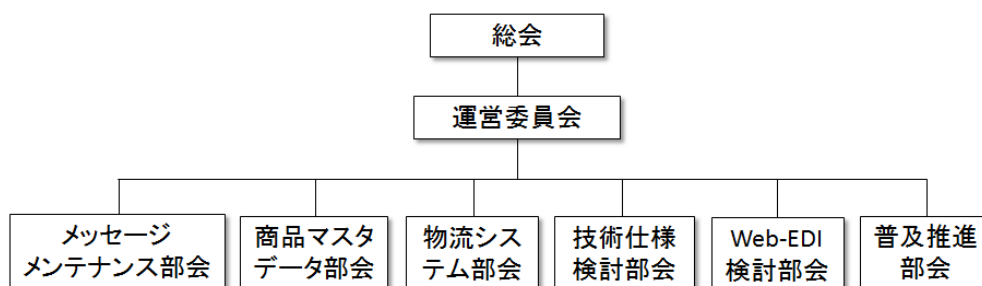 総会
運営委員会
メッセージ
メンテナンス部会
商品マスタ
データ部会
物流シス
テム部会
技術仕様
検討部会
Web-EDI
検討部会
普及推進
部会